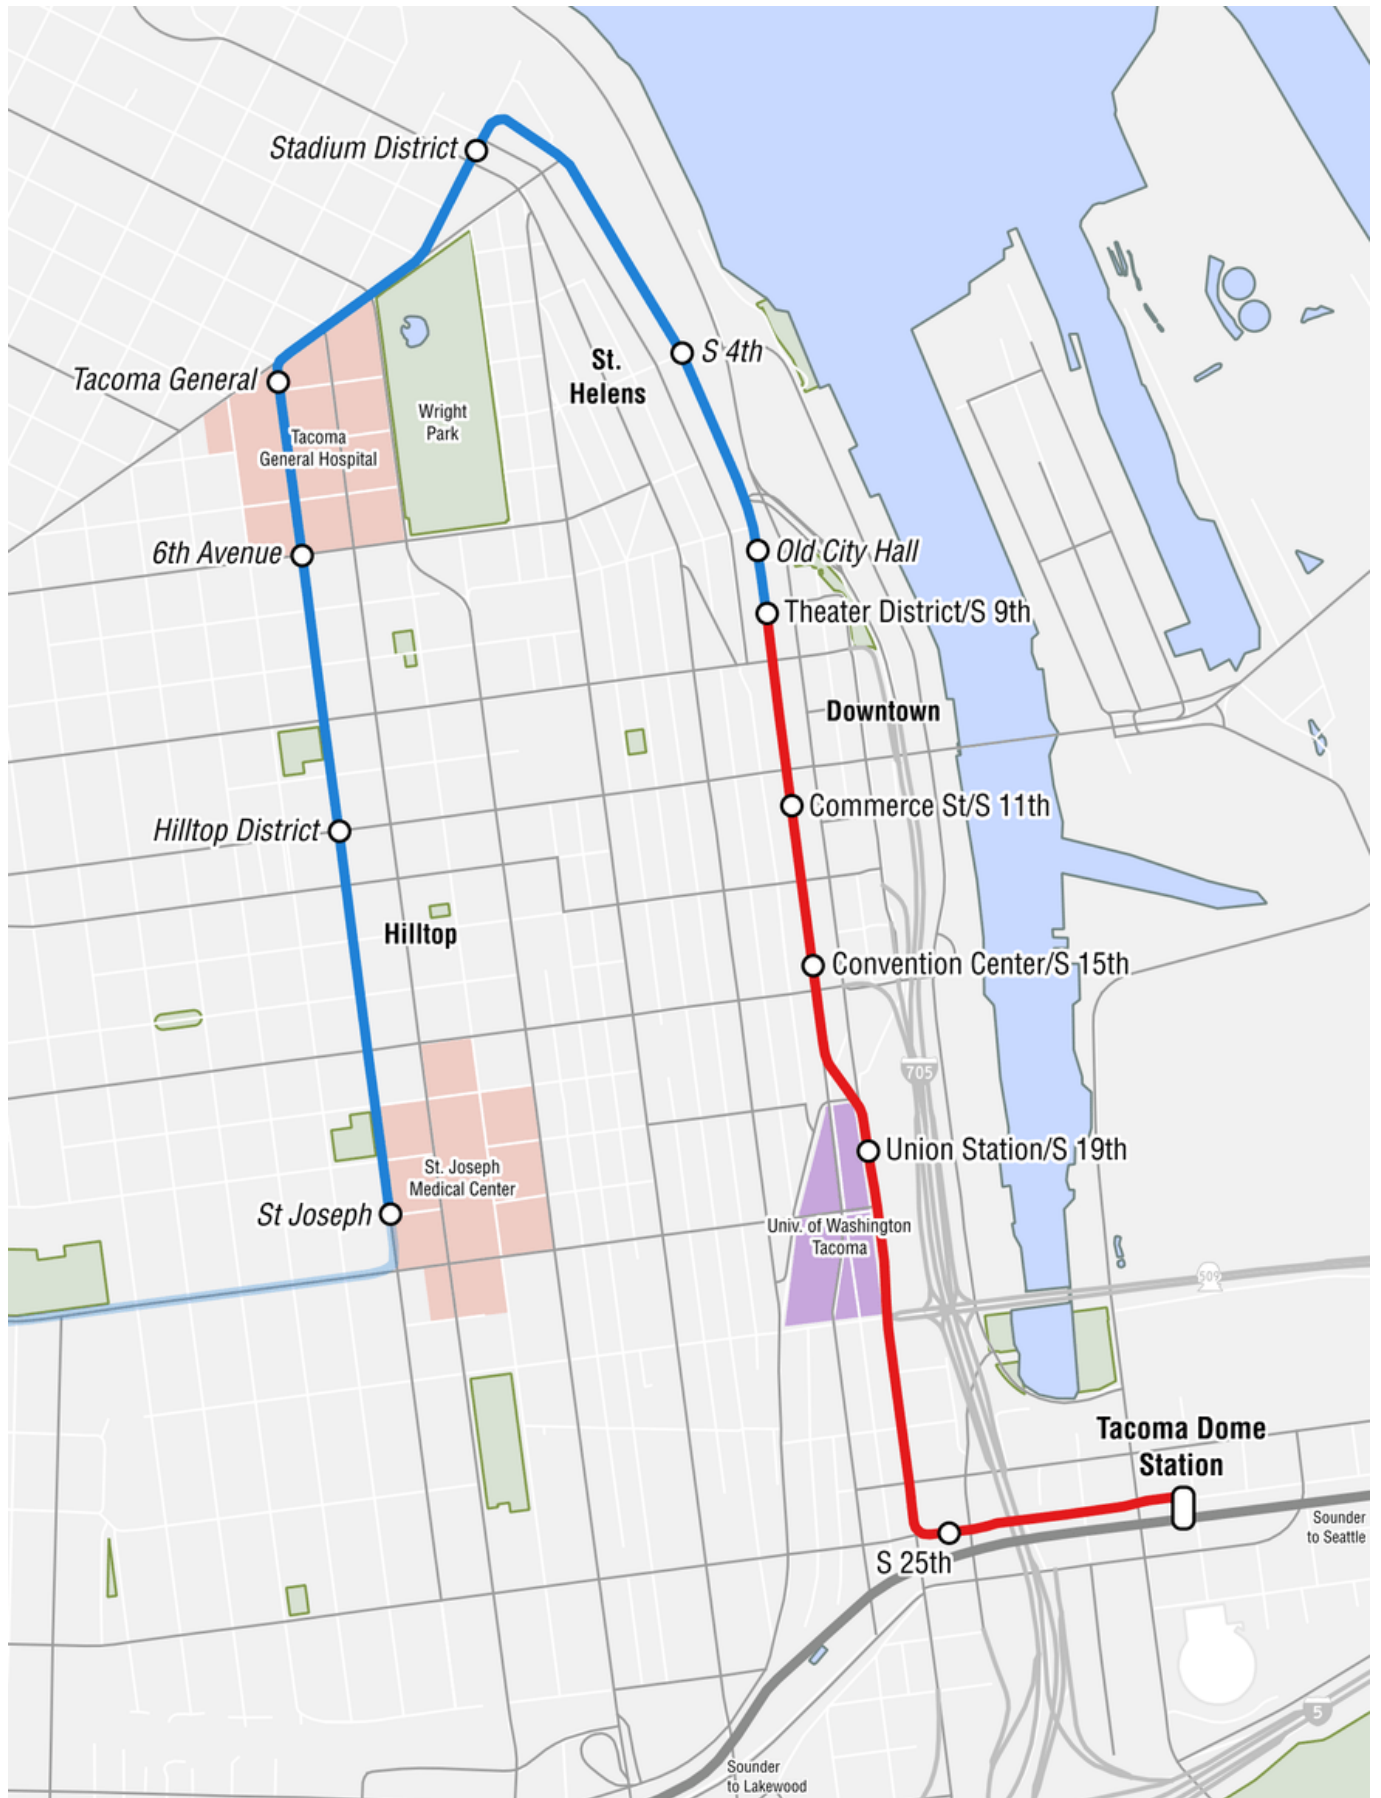 Stadium District
S 4th
St.
Helens
Tacoma General
Wright
Park
Tacoma
General Hospital
6th Avenue
Old City Hall
Theater District/S 9th
Downtown
Commerce St/S 11th
Hilltop District
Hilltop
Convention Center/S 15th
705
Union Station/S 19th
St. Joseph
Medical Center
St Joseph
Univ. of Washington
Tacoma
509
Tacoma Dome
Station
Sounder
to Seattle
S 25th
5
Sounder
to Lakewood